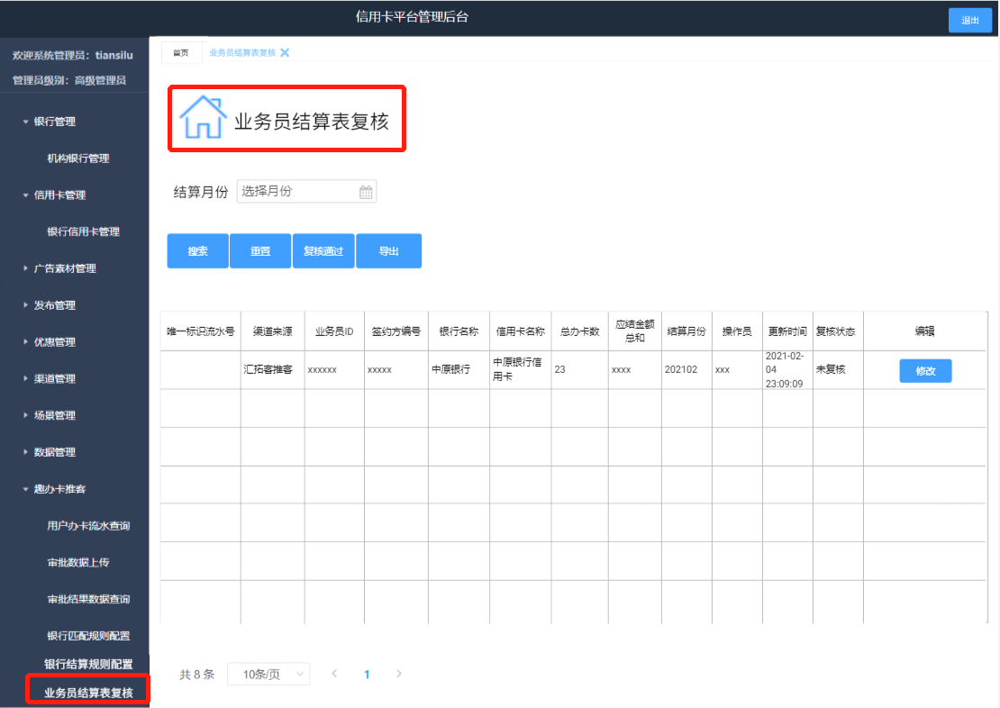 信用卡平台管理后台
退出
欢迎系统管理员：tiansilu
管理员级别：高级管理员
首页
业务员结算表复核
银行管理
机构银行管理
信用卡管理
银行信用卡管理
广告素材管理
发布管理
优惠管理
渠道管理
场景管理
数据管理
趣办卡推客
用户办卡流水查询
审批数据上传
审批结果数据查询
银行匹配规则配置
银行结算规则配置
业务员结算表复核
业务员结算表复核
结算月份 选择月份
搜索 重置 复核通过 导出
唯一标识流水号 渠道来源 业务员ID 签约方编号 银行名称 信用卡名称 总办卡数 应结金额总和 结算月份 操作员 更新时间 复核状态 编辑
汇拓客推客 xxxxxx xxxxx 中原银行 中原银行信用卡 23 xxxx 202102 xxx 2021-02-04 23:09:09 未复核 修改
共 8 条 10条/页 1